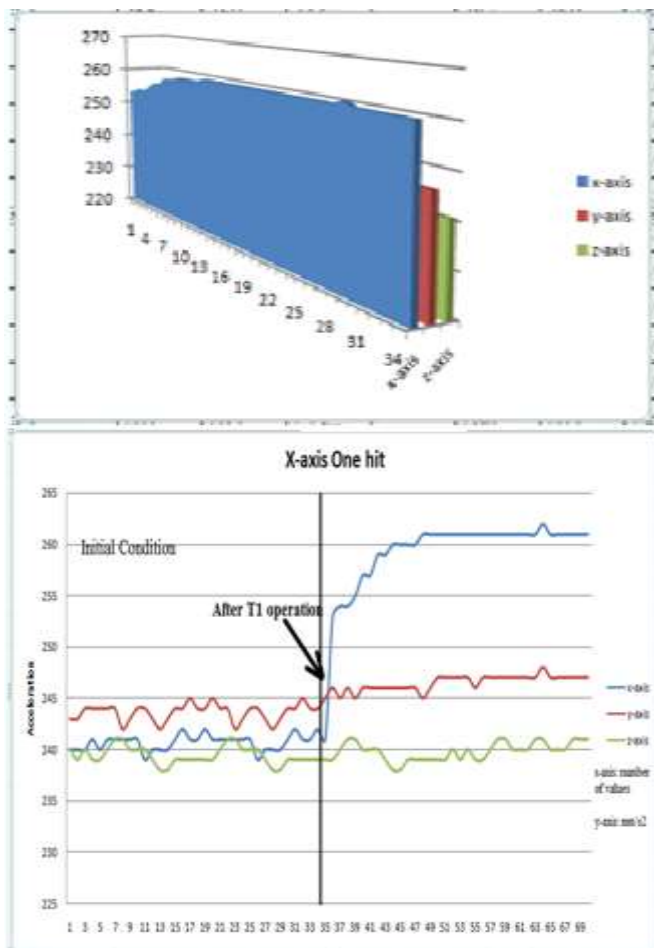 270
260
250
240
230
220
1 4 7 10 13 16 19 22 25 28 31 34
x-axis
z-axis
x-axis
y-axis
z-axis
X-axis One hit
265
260
255
250
245
240
235
230
225
Acceleration
Initial Condition
After T1 operation
x-axis
y-axis
z-axis
x-axis: number
of values
y-axis: mm/s2
1 3 5 7 9 11 13 15 17 19 21 23 25 27 29 31 33 35 37 39 41 43 45 47 49 51 53 55 57 59 61 63 65 67 69